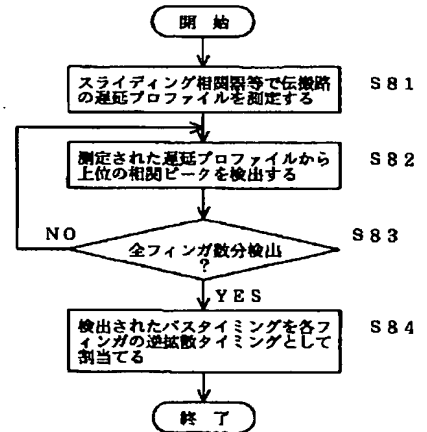 開 始
スライディング相関器等で伝搬路
の遅延プロファイルを測定する
S81
測定された遅延プロファイルから
上位の相関ピークを検出する
S82
NO
全フィンガ数分検出
?
S83
YES
検出されたパスタイミングを各フ
ィンガの逆拡散タイミングとして
割当てる
S84
終 了